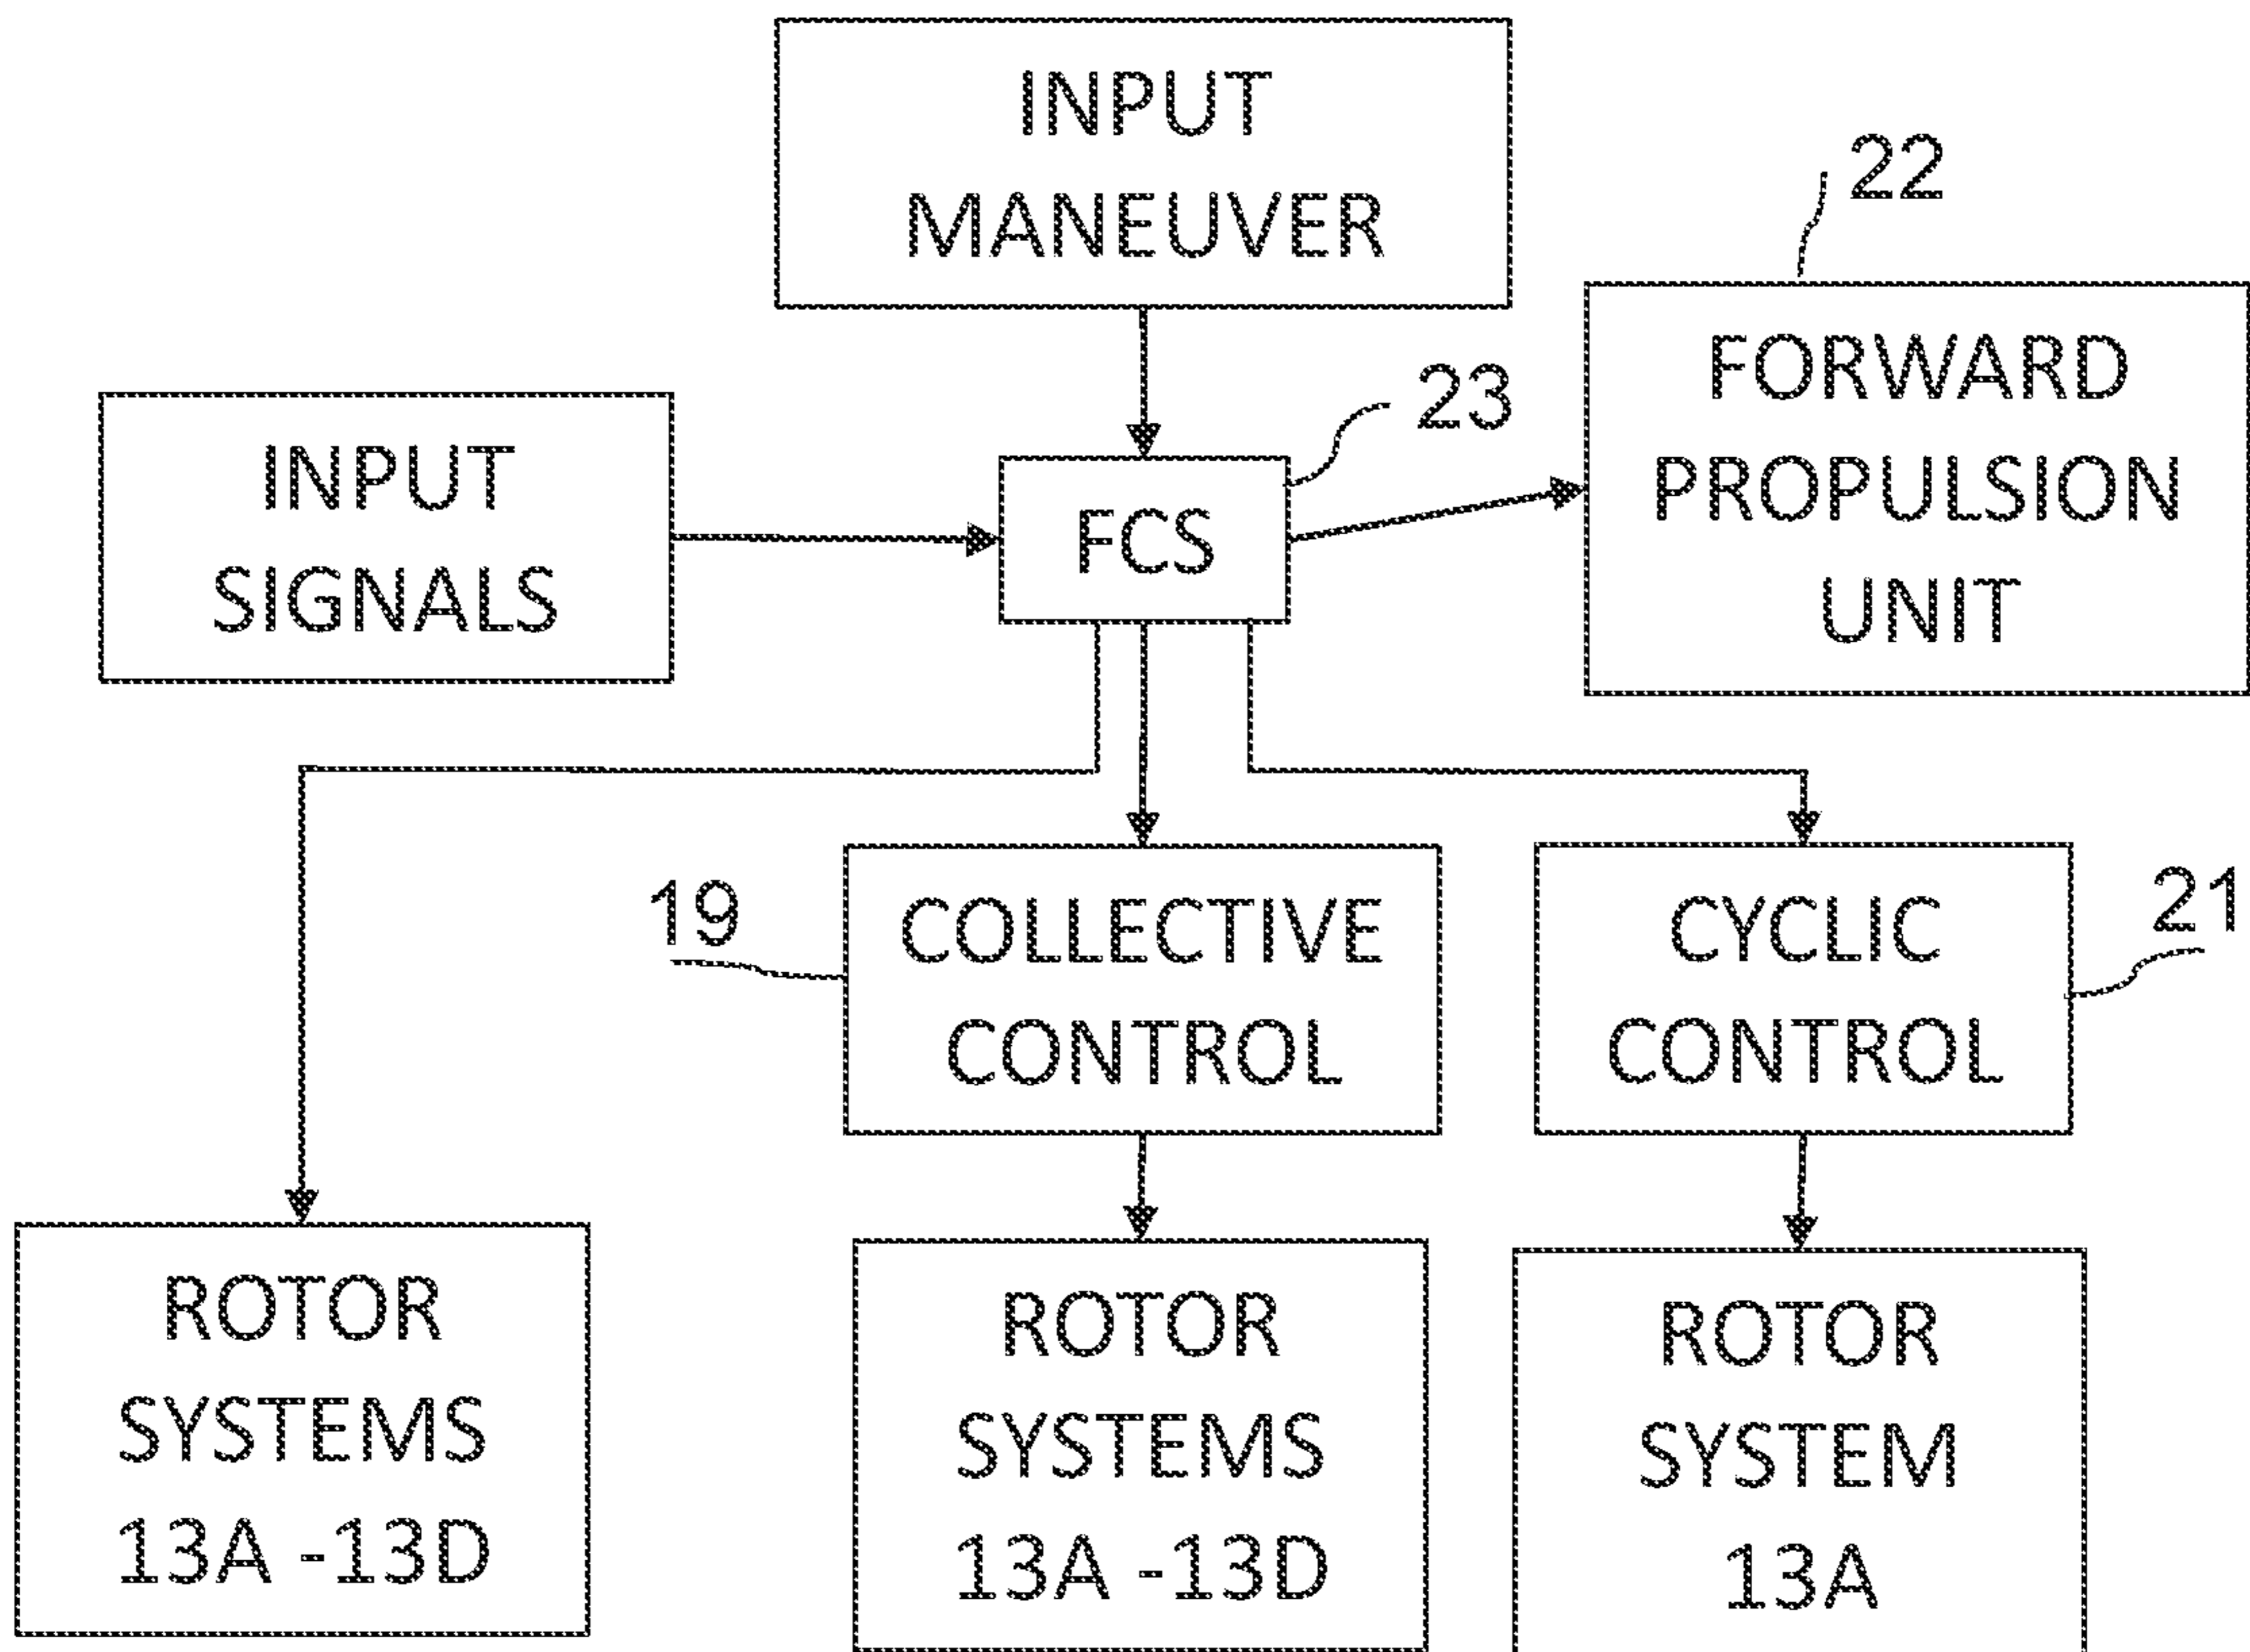 INPUT
MANEUVER
22
FORWARD
PROPULSION
UNIT
23
INPUT
SIGNALS
FCS
19
COLLECTIVE
CONTROL
CYCLIC
CONTROL
21
ROTOR
SYSTEMS
13A -13D
ROTOR
SYSTEMS
13A -13D
ROTOR
SYSTEM
13A